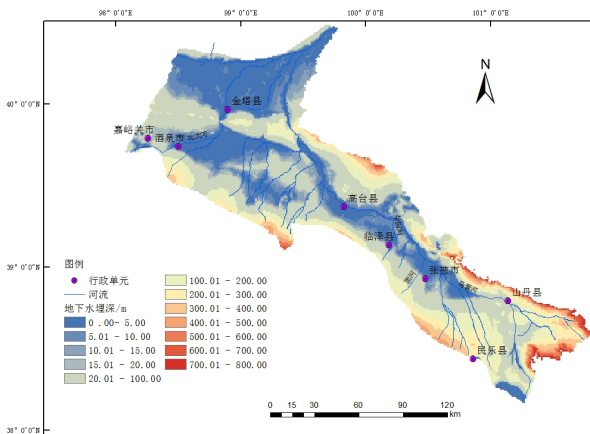 98° 0′0″E
99° 0′0″E
100° 0′0″E
101° 0′0″E
N
40° 0′0″N
39° 0′0″N
38° 0′0″N
金塔县
嘉峪关市
酒泉市
北大河
高台县
临泽县
张掖市
山丹县
民乐县
图例
行政单元
河流
地下水埋深/m
0.00- 5.00
5.01 - 10.00
10.01 - 15.00
15.01 - 20.00
20.01 - 100.00
100.01 - 200.00
200.01 - 300.00
300.01 - 400.00
400.01 - 500.00
500.01 - 600.00
600.01 - 700.00
700.01 - 800.00
0 15 30 60 90 120
km